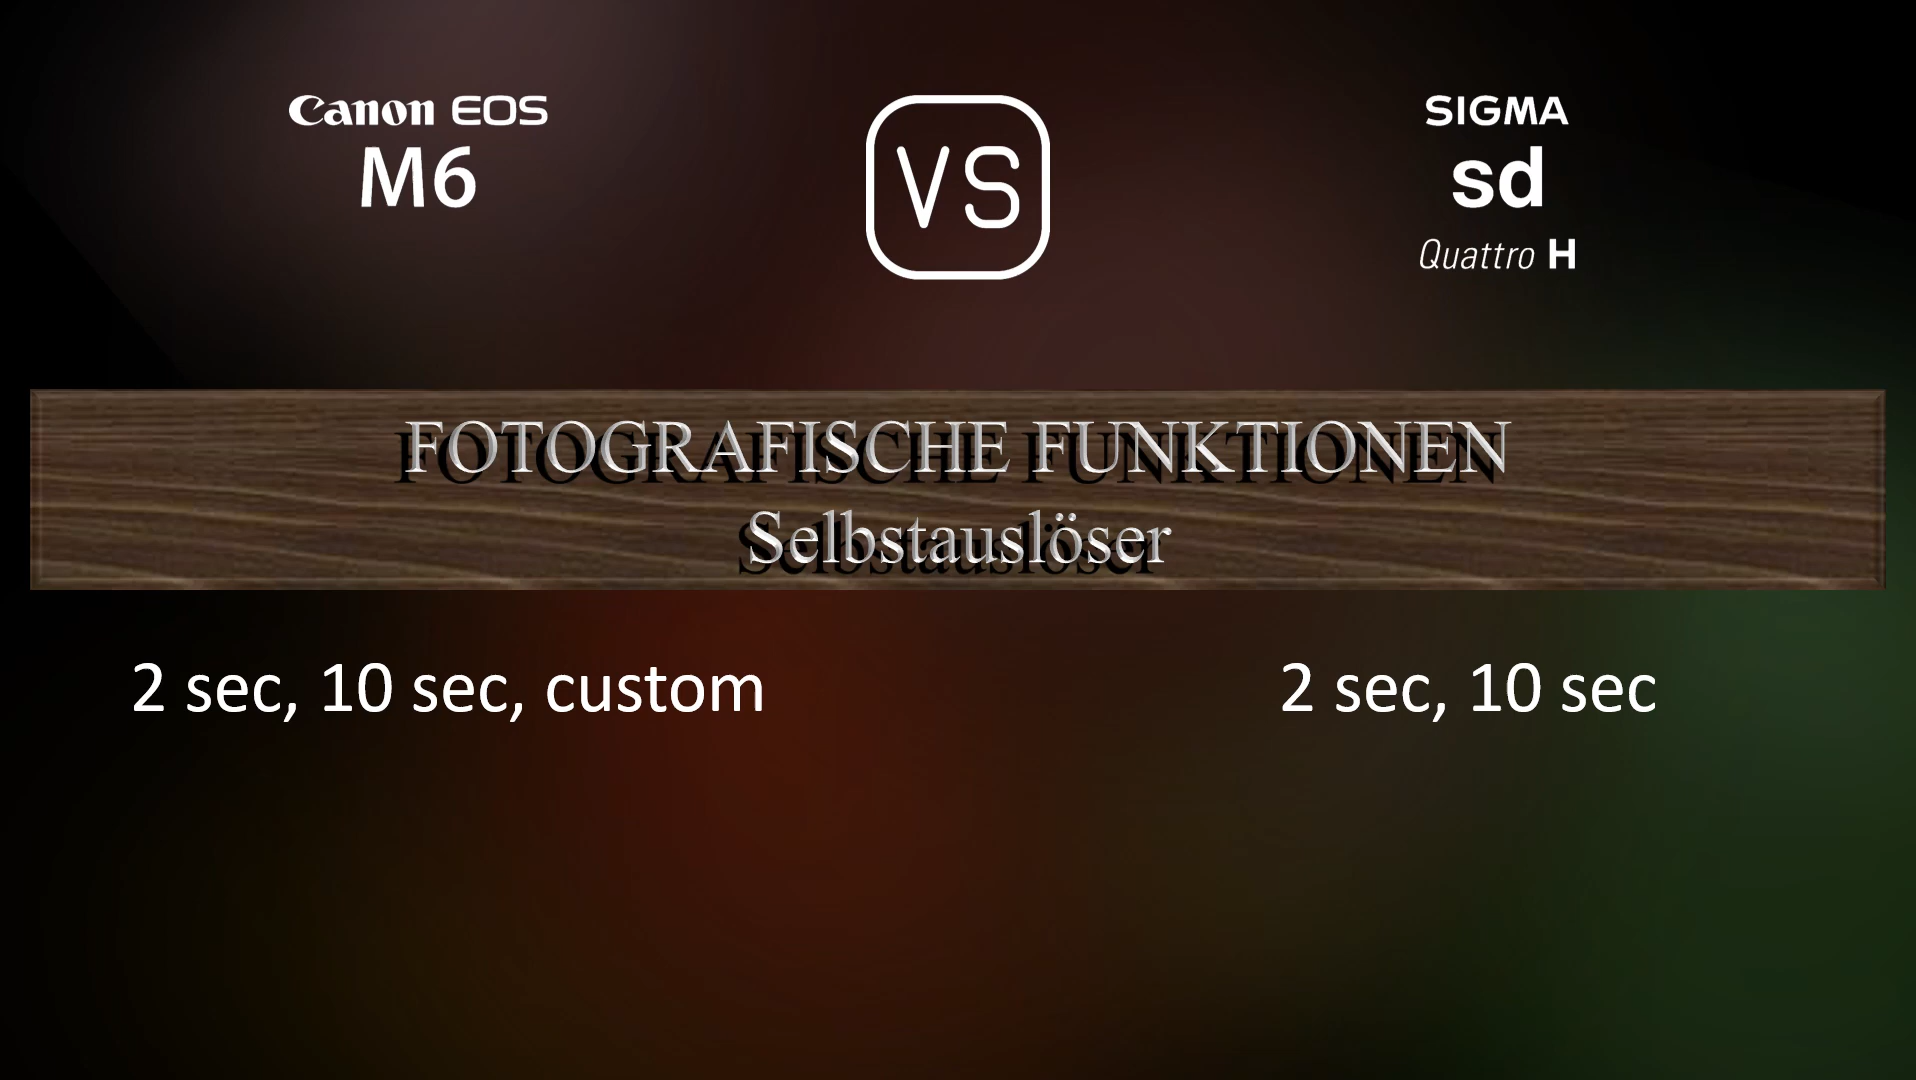 Canon EOS
M6
VS
SIGMA
sd
Quattro H
FOTOGRAFISCHE FUNKTIONEN
Selbstauslöser
2 sec, 10 sec, custom
2 sec, 10 sec